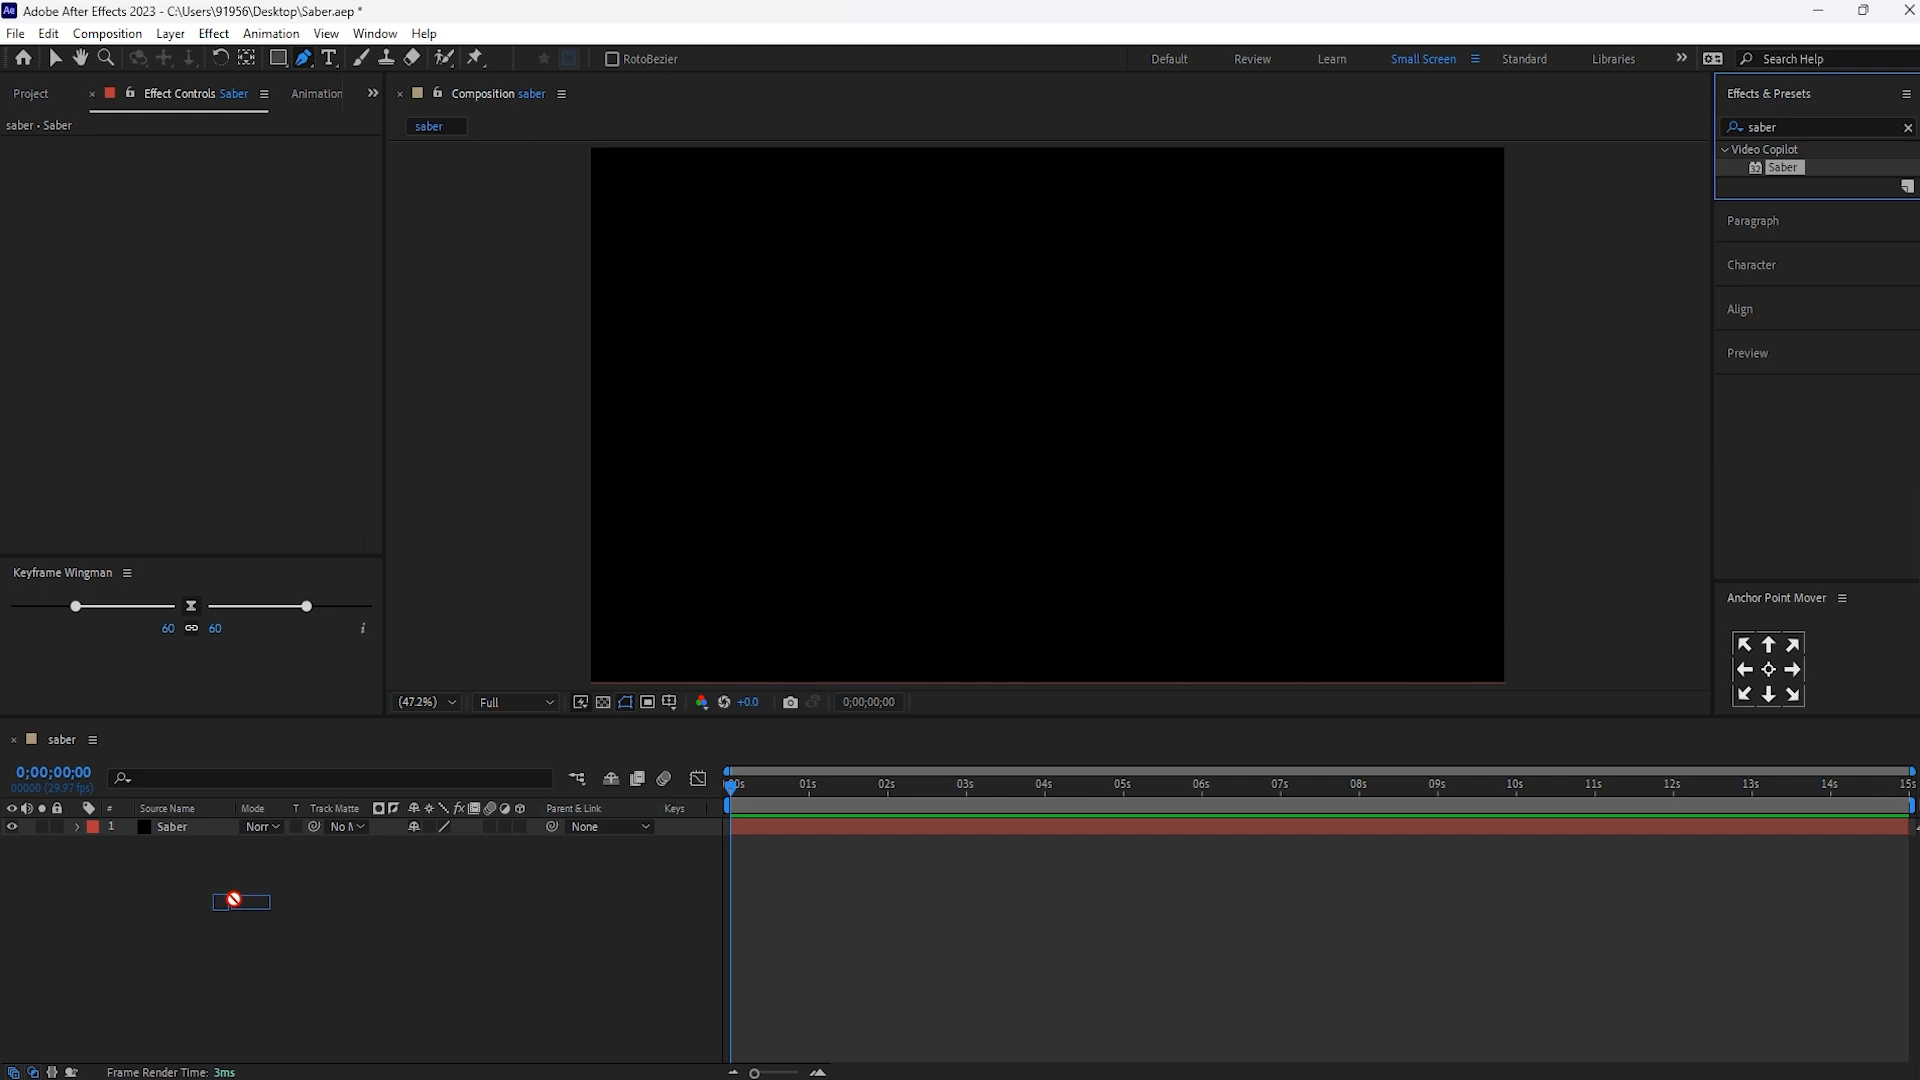 Ae Adobe After Effects 2023 - C:\Users\91956\Desktop\Saber.aep *
File Edit Composition Layer Effect Animation View Window Help
RotoBezier Default Review Learn Small Screen Standard Libraries Search Help
Project Effect Controls Saber Animation
Composition saber
Effects & Presets
saber - Saber
saber
saber
Video Copilot
32 Saber
Paragraph
Character
Align
Preview
Keyframe Wingman
60 60 i
Anchor Point Mover
(47.2%) Full +0.0 0;00;00;00
saber
0;00;00;00
00000 (29.97 fps)
00s 01s 02s 03s 04s 05s 06s 07s 08s 09s 10s 11s 12s 13s 14s 15s
# Source Name Mode T Track Matte fx Parent & Link Keys
1 Saber Norr No M None
Frame Render Time: 3ms